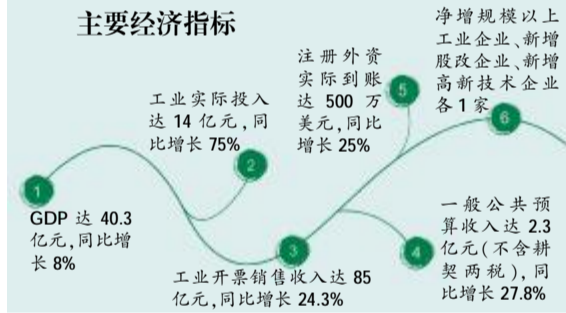 主要经济指标
1
GDP 达 40.3
亿元,同比增
长 8%
工业实际投入
达 14 亿元,同
比增长 75%
2
3
工业开票销售收入达 85
亿元,同比增长 24.3%
4
一般公共预
算收入达 2.3
亿元(不含耕
契两税),同
比增长 27.8%
注册外资
实际到账
达 500 万
美元,同比
增长 25%
5
净增规模以上
工业企业、新增
股改企业、新增
高新技术企业
各 1 家
6